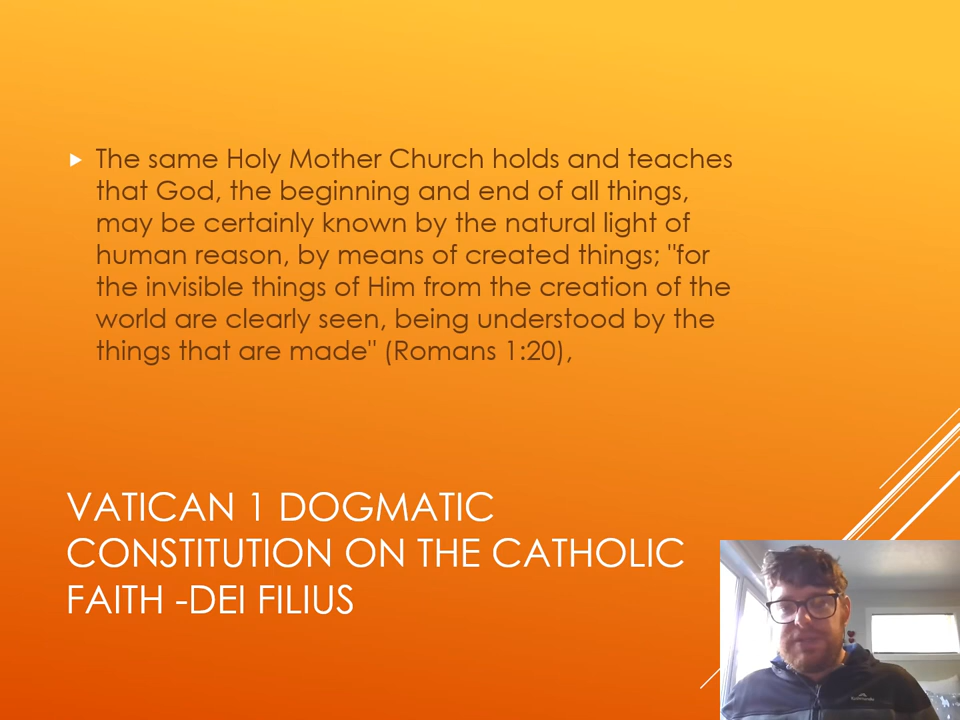 The same Holy Mother Church holds and teaches
that God, the beginning and end of all things,
may be certainly known by the natural light of
human reason, by means of created things; "for
the invisible things of Him from the creation of the
world are clearly seen, being understood by the
things that are made" (Romans 1:20),
VATICAN 1 DOGMATIC
CONSTITUTION ON THE CATHOLIC
FAITH -DEI FILIUS